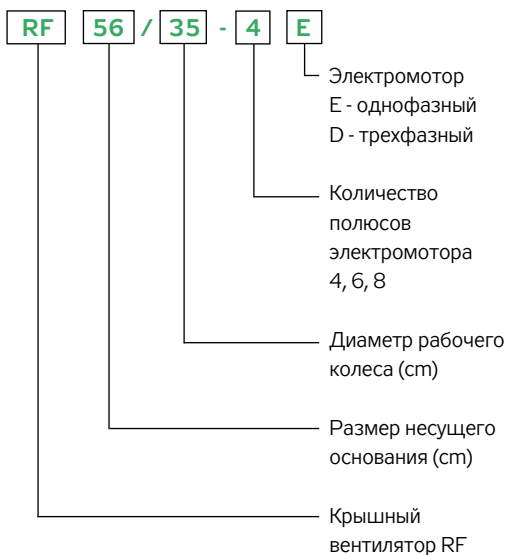 RF 56 / 35 - 4 E
Электромотор
E - однофазный
D - трехфазный
Количество
полюсов
электромотора
4, 6, 8
Диаметр рабочего
колеса (cm)
Размер несущего
основания (cm)
Крышный
вентилятор RF